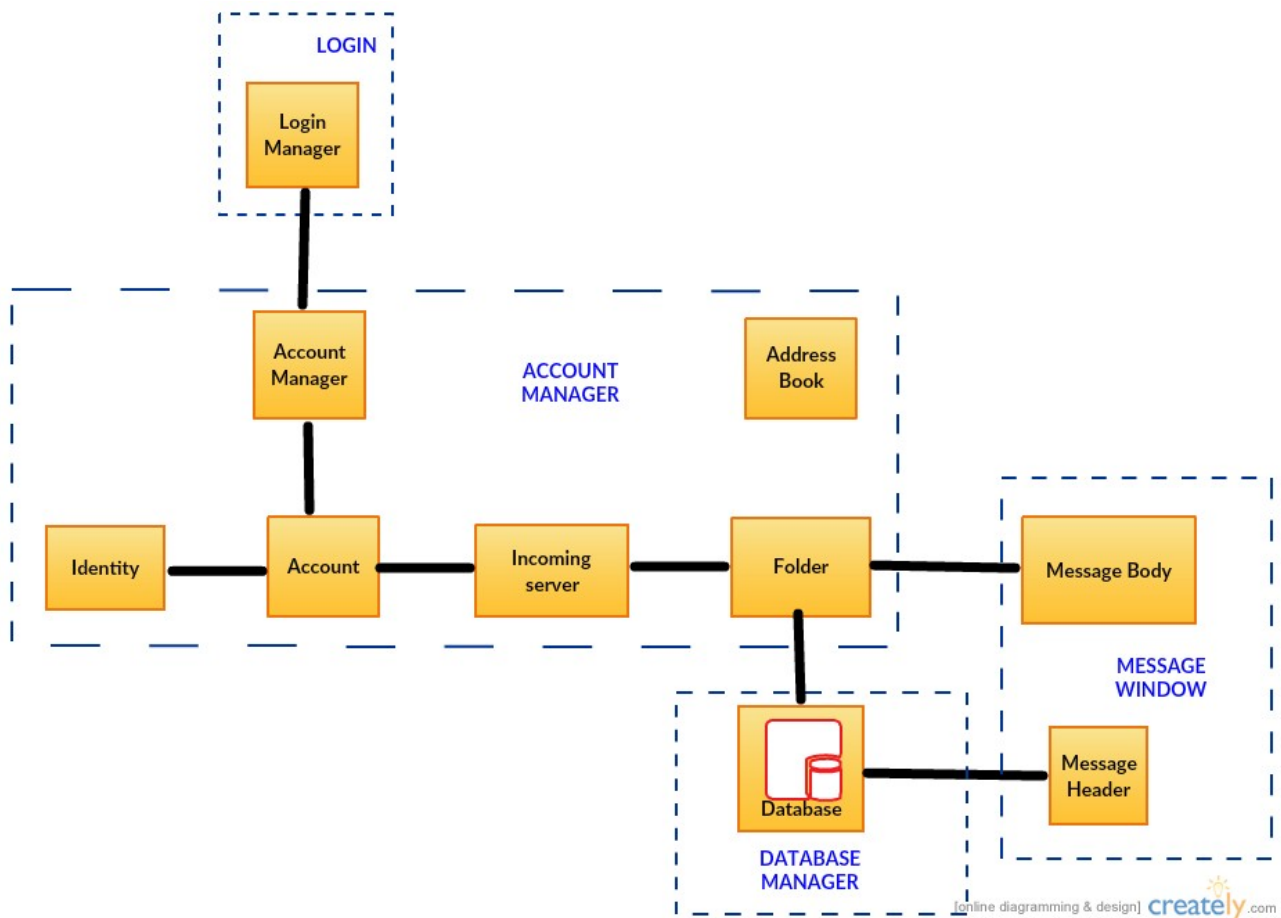 LOGIN
Login
Manager
Account
Manager
ACCOUNT
MANAGER
Address
Book
Identity
Account
Incoming
server
Folder
Message Body
MESSAGE
WINDOW
Message
Header
Database
DATABASE
MANAGER
[online diagramming & design] creately.com